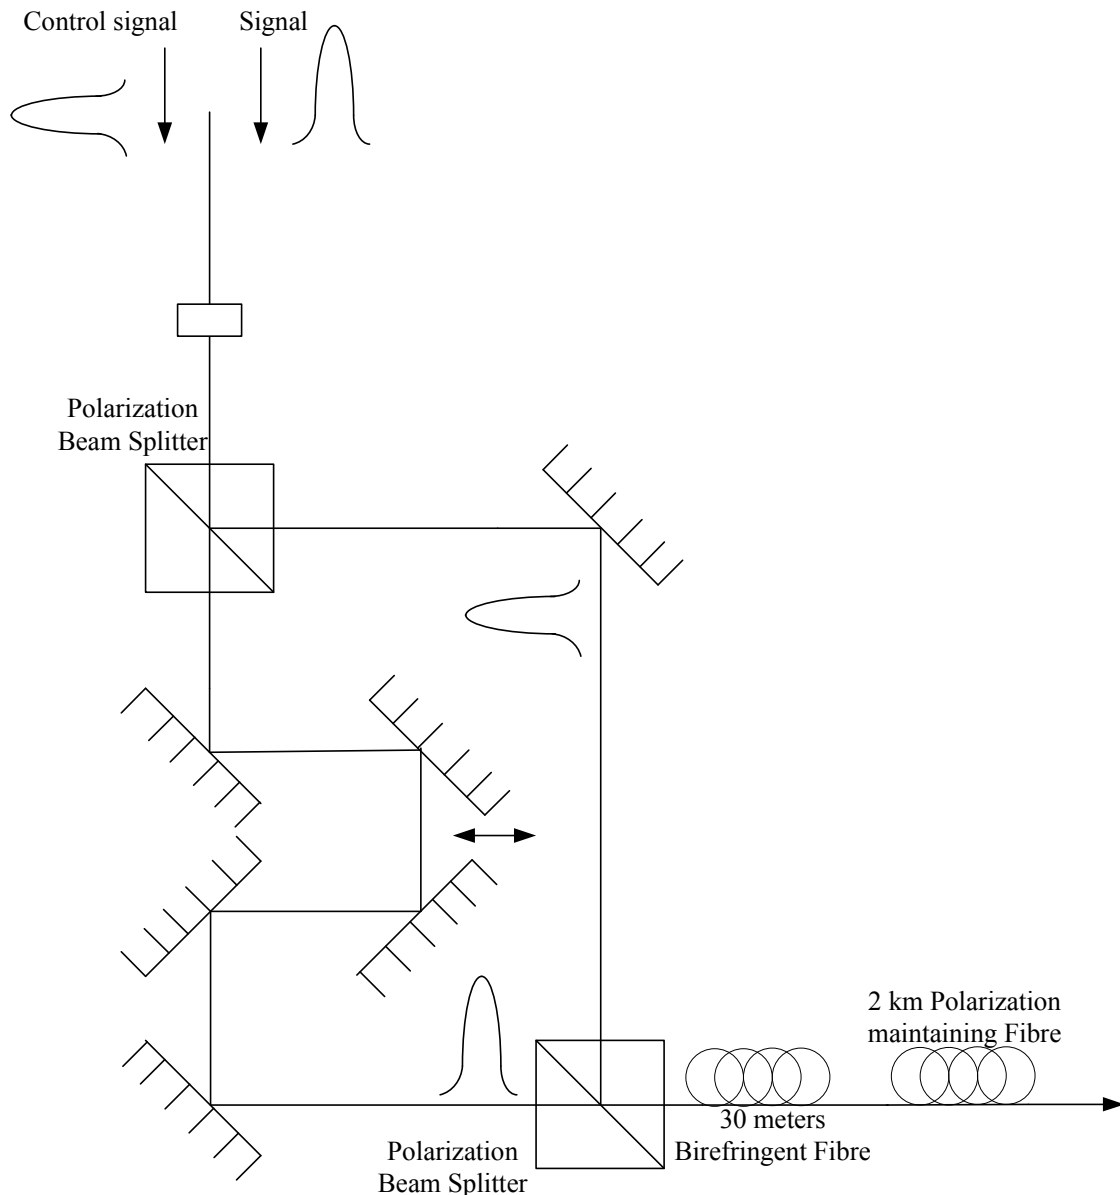 Control signal
Signal
Polarization
Beam Splitter
2 km Polarization
maintaining Fibre
30 meters
Birefringent Fibre
Polarization
Beam Splitter